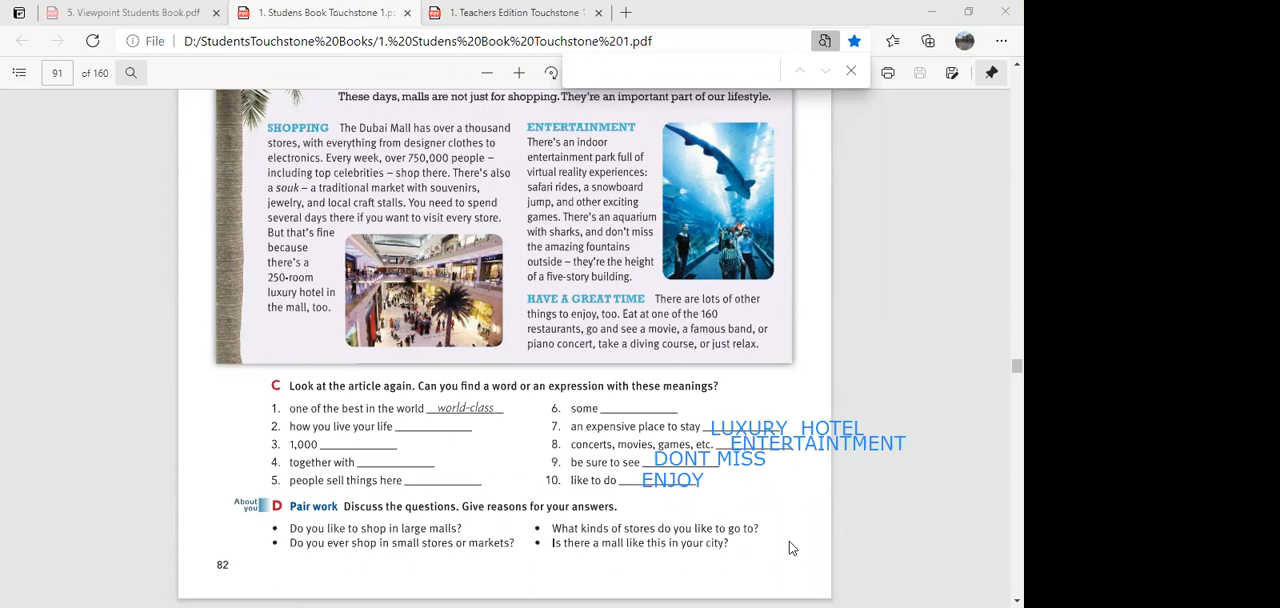 5. Viewpoint Students Book.pdf
1. Studens Book Touchstone 1.pd
1. Teachers Edition Touchstone 1
File D:/StudentsTouchstone%20Books/1.%20Studens%20Book%20Touchstone%201.pdf
91 of 160
These days, malls are not just for shopping. They're an important part of our lifestyle.
SHOPPING The Dubai Mall has over a thousand
stores, with everything from designer clothes to
electronics. Every week, over 750,000 people –
including top celebrities – shop there. There's also
a souk – a traditional market with souvenirs,
jewelry, and local craft stores. You need to spend
several days there if you want to visit every store.
But that's fine
because
there's a
250-room
luxury hotel in
the mall, too.
ENTERTAINMENT
There's an indoor
entertainment park full of
virtual reality experiences:
safari rides, a snowboard
jump, and other exciting
games. There's an aquarium
with sharks, and don't miss
the amazing fountains
outside – they're the height
of a five-story building.
HAVE A GREAT TIME There are lots of other
things to enjoy, too. Eat at one of the 160
restaurants, go and see a movie, a famous band, or
piano concert, take a diving course, or just relax.
C Look at the article again. Can you find a word or an expression with these meanings?
1. one of the best in the world world-class
2. how you live your life
3. 1,000
4. together with
5. people sell things here
6. some
7. an expensive place to stay LUXURY HOTEL
8. concerts, movies, games, etc. ENTERTAINTMENT
9. be sure to see DONT MISS
10. like to do ENJOY
About you D Pair work Discuss the questions. Give reasons for your answers.
• Do you like to shop in large malls?
• Do you ever shop in small stores or markets?
• What kinds of stores do you like to go to?
• Is there a mall like this in your city?
82